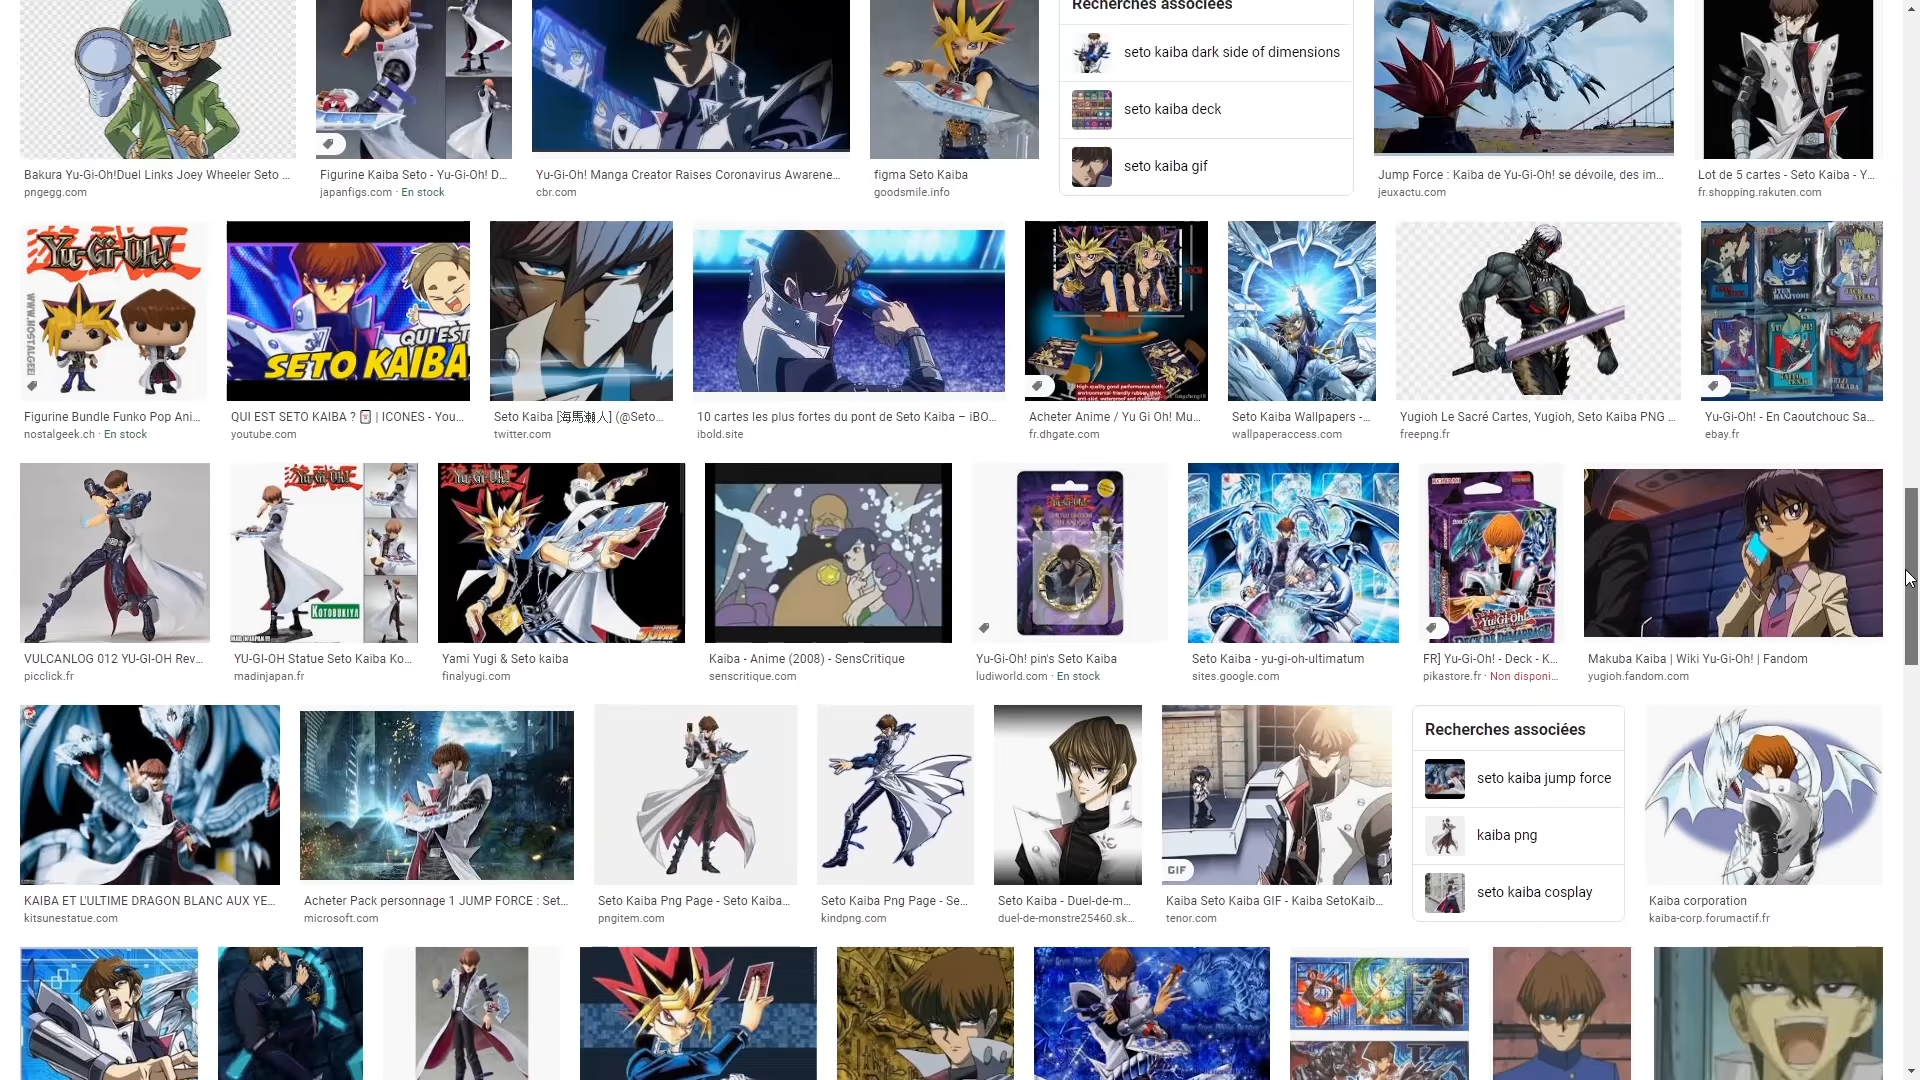 Recherches associées
seto kaiba dark side of dimensions
seto kaiba deck
seto kaiba gif
Bakura Yu-Gi-Oh!Duel Links Joey Wheeler Seto ...
pngegg.com
Figurine Kaiba Seto - Yu-Gi-Oh! D...
japanfigs.com · En stock
Yu-Gi-Oh! Manga Creator Raises Coronavirus Awarene...
cbr.com
figma Seto Kaiba
goodsmile.info
Jump Force : Kaiba de Yu-Gi-Oh! se dévoile, des im...
jeuxactu.com
Lot de 5 cartes - Seto Kaiba - Y...
fr.shopping.rakuten.com
遊☆戯☆王
Yu-Gi-Oh!
QUI EST
SETO KAIBA
Figurine Bundle Funko Pop Ani...
nostalgeek.ch · En stock
QUI EST SETO KAIBA ? 🃏 | ICONES - You...
youtube.com
Seto Kaiba [海馬瀬人] (@Seto...
twitter.com
10 cartes les plus fortes du pont de Seto Kaiba – iBO...
ibold.site
Acheter Anime / Yu Gi Oh! Mu...
fr.dhgate.com
Seto Kaiba Wallpapers -...
wallpaperaccess.com
Yugioh Le Sacré Cartes, Yugioh, Seto Kaiba PNG ...
freepng.fr
Yu-Gi-Oh! - En Caoutchouc Sa...
ebay.fr
Yu-Gi-Oh!
KOTOBUKIYA
Yu-Gi-Oh!
JUMP
KONAMI
Yu-Gi-Oh!
VULCANLOG 012 YU-GI-OH Rev...
picclick.fr
YU-GI-OH Statue Seto Kaiba Ko...
madinjapan.fr
Yami Yugi & Seto kaiba
finalyugi.com
Kaiba - Anime (2008) - SensCritique
senscritique.com
Yu-Gi-Oh! pin's Seto Kaiba
ludiworld.com · En stock
Seto Kaiba - yu-gi-oh-ultimatum
sites.google.com
FR] Yu-Gi-Oh! - Deck - K...
pikastore.fr · Non disponi...
Makuba Kaiba | Wiki Yu-Gi-Oh! | Fandom
yugioh.fandom.com
GIF
Recherches associées
seto kaiba jump force
kaiba png
seto kaiba cosplay
KAIBA ET L'ULTIME DRAGON BLANC AUX YE...
kitsunestatue.com
Acheter Pack personnage 1 JUMP FORCE : Set...
microsoft.com
Seto Kaiba Png Page - Seto Kaiba...
pngitem.com
Seto Kaiba Png Page - Se...
kindpng.com
Seto Kaiba - Duel-de-m...
duel-de-monstre25460.sk...
Kaiba Seto Kaiba GIF - Kaiba SetoKaib...
tenor.com
Kaiba corporation
kaiba-corp.forumactif.fr